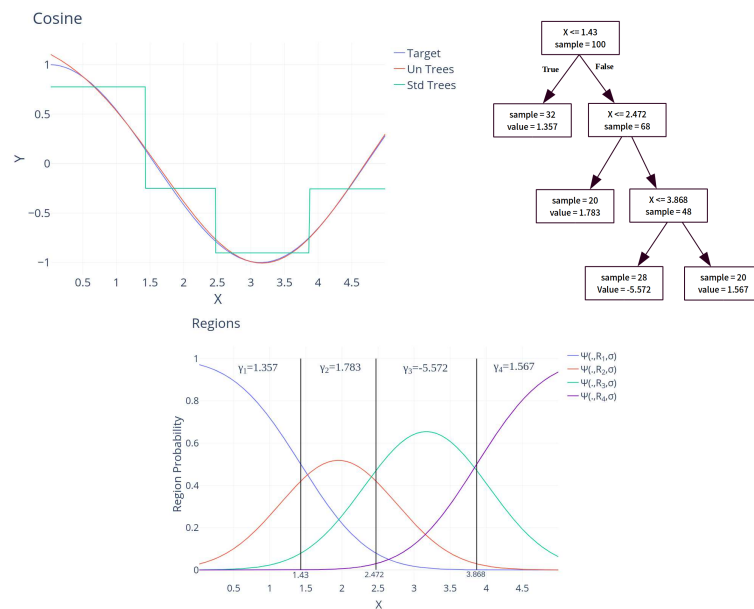 Cosine
Target
Un Trees
Std Trees
1
0.5
0
−0.5
−1
Y
0.5 1 1.5 2 2.5 3 3.5 4 4.5
X
X <= 1.43
sample = 100
True
False
sample = 32
value = 1.357
X <= 2.472
sample = 68
sample = 20
value = 1.783
X <= 3.868
sample = 48
sample = 28
Value = -5.572
sample = 20
value = 1.567
Regions
Ψ(.,R₁,σ)
Ψ(.,R₂,σ)
Ψ(.,R₃,σ)
Ψ(.,R₄,σ)
γ₁=1.357 γ₂=1.783 γ₃=-5.572 γ₄=1.567
1
0.8
0.6
0.4
0.2
0
Region Probability
1.43 2.472 3.868
0.5 1 1.5 2 2.5 3 3.5 4 4.5
X